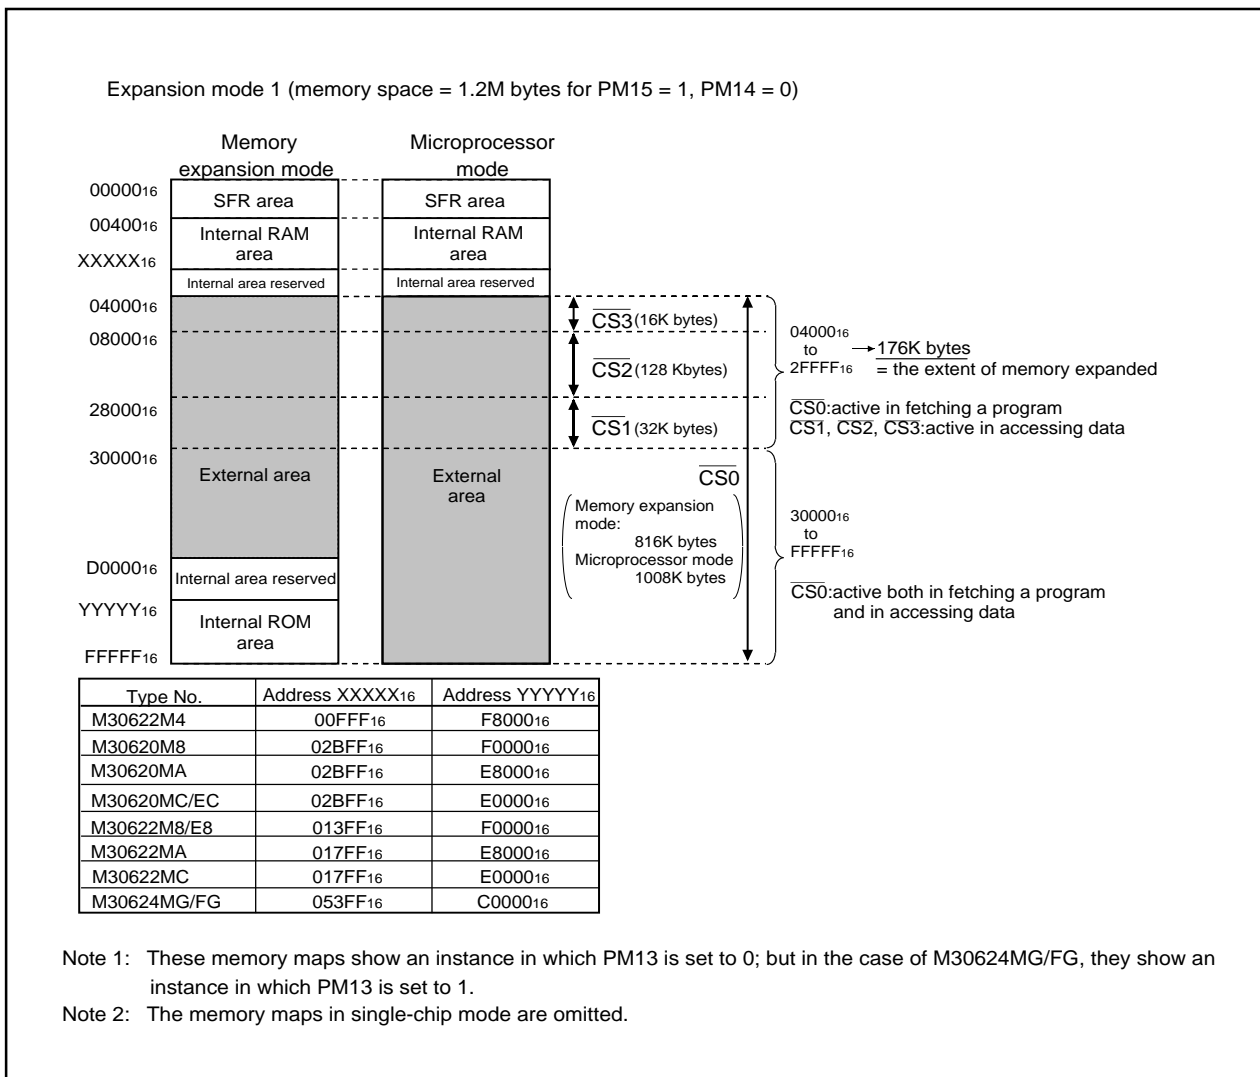 Expansion mode 1 (memory space = 1.2M bytes for PM15 = 1, PM14 = 0)
Memory
expansion mode
Microprocessor
mode
0000016
SFR area
SFR area
0040016
Internal RAM
area
Internal RAM
area
XXXXX16
Internal area reserved
Internal area reserved
0400016
CS3 (16K bytes)
0800016
CS2 (128 Kbytes)
2800016
CS1 (32K bytes)
3000016
External area
External
area
CS0
Memory expansion
mode:
816K bytes
Microprocessor mode
1008K bytes
D000016
Internal area reserved
YYYYY16
Internal ROM
area
FFFFF16
0400016
to
2FFFF16
176K bytes
= the extent of memory expanded
CS0:active in fetching a program
CS1, CS2, CS3:active in accessing data
3000016
to
FFFFF16
CS0:active both in fetching a program
and in accessing data
Type No. Address XXXXX16 Address YYYYY16
M30622M4 00FFF16 F800016
M30620M8 02BFF16 F000016
M30620MA 02BFF16 E800016
M30620MC/EC 02BFF16 E000016
M30622M8/E8 013FF16 F000016
M30622MA 017FF16 E800016
M30622MC 017FF16 E000016
M30624MG/FG 053FF16 C000016
Note 1: These memory maps show an instance in which PM13 is set to 0; but in the case of M30624MG/FG, they show an
instance in which PM13 is set to 1.
Note 2: The memory maps in single-chip mode are omitted.